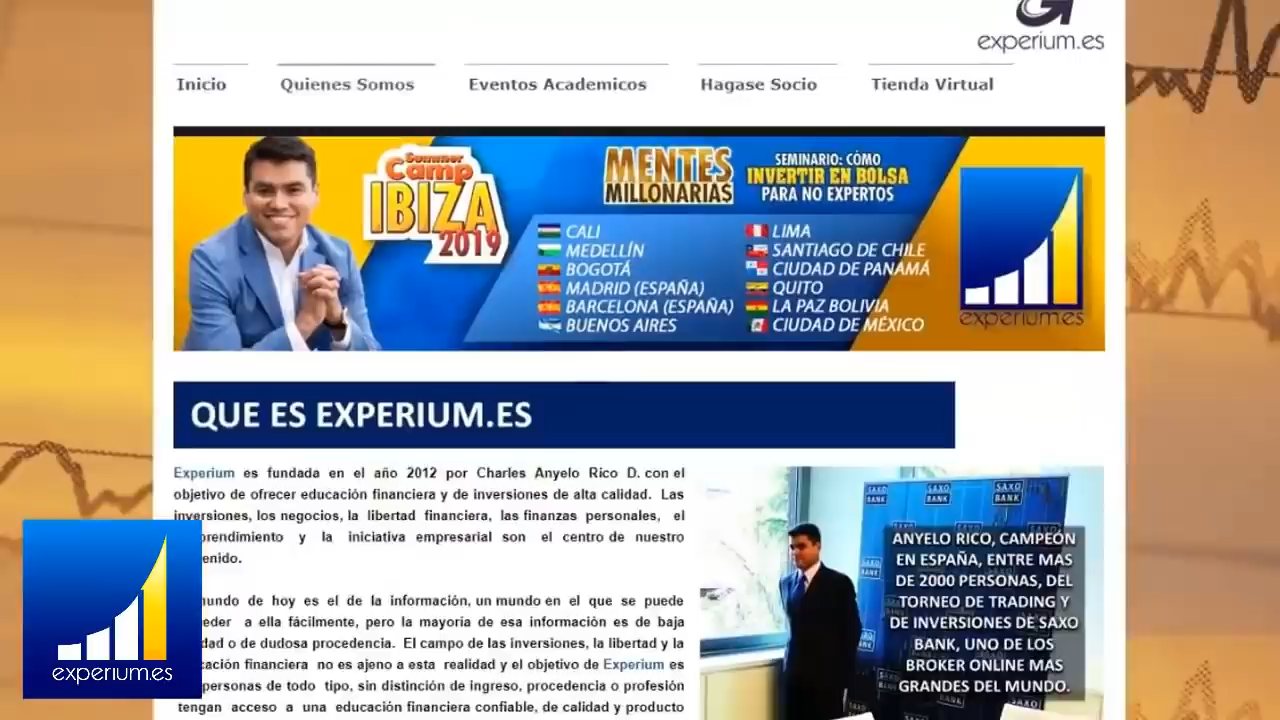 experium.es
Inicio
Quienes Somos
Eventos Academicos
Hagase Socio
Tienda Virtual
Summer
Camp
IBIZA
2019
MENTES
MILLONARIAS
SEMINARIO: CÓMO
INVERTIR EN BOLSA
PARA NO EXPERTOS
CALI
MEDELLÍN
BOGOTÁ
MADRID (ESPAÑA)
BARCELONA (ESPAÑA)
BUENOS AIRES
LIMA
SANTIAGO DE CHILE
CIUDAD DE PANAMÁ
QUITO
LA PAZ BOLIVIA
CIUDAD DE MÉXICO
experium.es
QUE ES EXPERIUM.ES
Experium es fundada en el año 2012 por Charles Anyelo Rico D. con el
objetivo de ofrecer educación financiera y de inversiones de alta calidad. Las
inversiones, los negocios, la libertad financiera, las finanzas personales, el
y la iniciativa empresarial son el centro de nuestro
mundo de hoy es el de la información, un mundo en el que se puede
a ella fácilmente, pero la mayoría de esa información es de baja
o de dudosa procedencia. El campo de las inversiones, la libertad y la
financiera no es ajeno a esta realidad y el objetivo de Experium es
personas de todo tipo, sin distinción de ingreso, procedencia o profesión
tengan acceso a una educación financiera confiable, de calidad y producto
SAXO
BANK
SAXO
BANK
SAXO
BANK
ANYELO RICO, CAMPEÓN
EN ESPAÑA, ENTRE MAS
DE 2000 PERSONAS, DEL
TORNEO DE TRADING Y
DE INVERSIONES DE SAXO
BANK, UNO DE LOS
BROKER ONLINE MAS
GRANDES DEL MUNDO.
experium.es